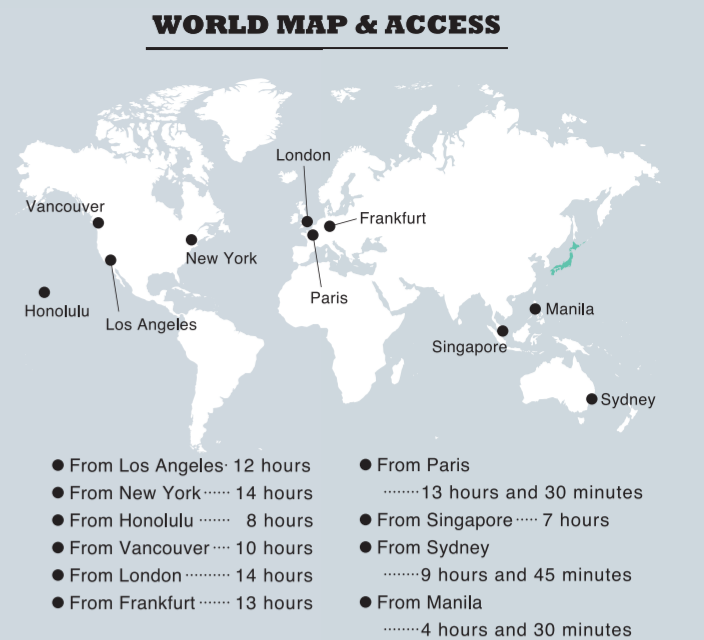 WORLD MAP & ACCESS
London
Vancouver
Frankfurt
New York
Paris
Honolulu
Los Angeles
Manila
Singapore
Sydney
● From Los Angeles· 12 hours
● From New York ······ 14 hours
● From Honolulu ······· 8 hours
● From Vancouver ···· 10 hours
● From London ·········· 14 hours
● From Frankfurt ······· 13 hours
● From Paris
········13 hours and 30 minutes
● From Singapore ····· 7 hours
● From Sydney
········9 hours and 45 minutes
● From Manila
········4 hours and 30 minutes